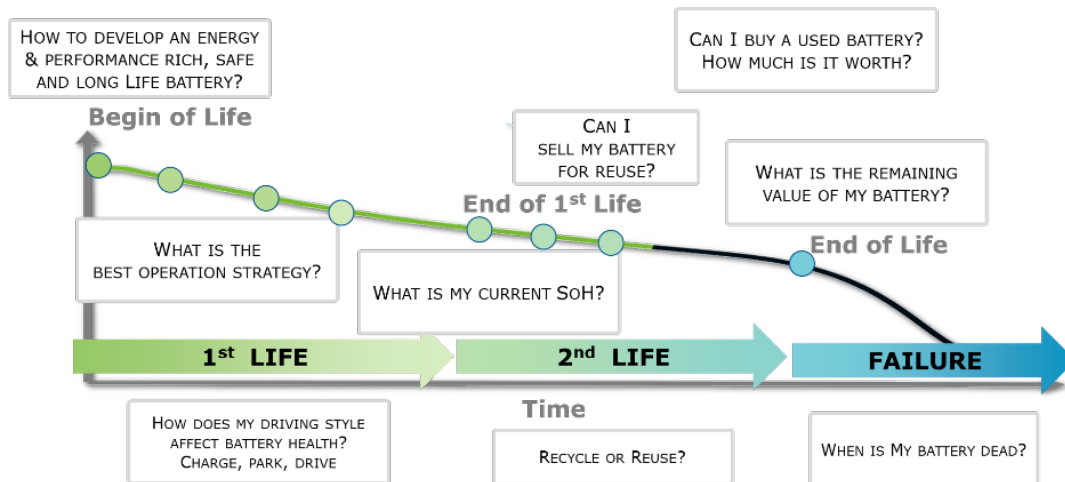 How to develop an energy
& performance rich, safe
and long Life battery?
Can I buy a used battery?
How much is it worth?
Begin of Life
Can I
sell my battery
for reuse?
What is the remaining
value of my battery?
End of 1st Life
End of Life
What is the
best operation strategy?
What is my current SoH?
1st LIFE
2nd LIFE
FAILURE
Time
How does my driving style
affect battery health?
Charge, park, drive
Recycle or Reuse?
When is My battery dead?